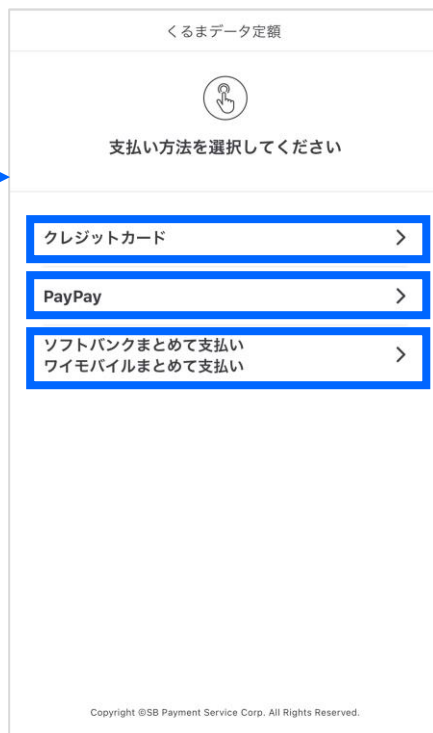 くるまデータ定額
支払い方法を選択してください
クレジットカード
PayPay
ソフトバンクまとめて支払い
ワイモバイルまとめて支払い
Copyright ©SB Payment Service Corp. All Rights Reserved.